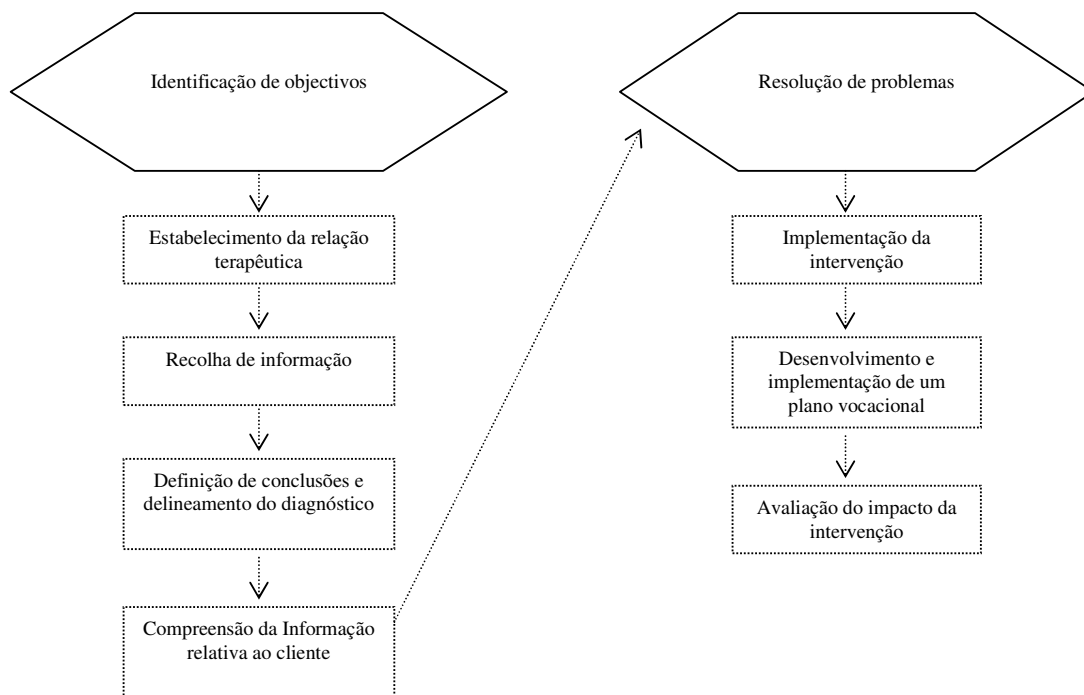 Identificação de objectivos
Estabelecimento da relação
terapêutica
Recolha de informação
Definição de conclusões e
delineamento do diagnóstico
Compreensão da Informação
relativa ao cliente
Resolução de problemas
Implementação da
intervenção
Desenvolvimento e
implementação de um
plano vocacional
Avaliação do impacto da
intervenção